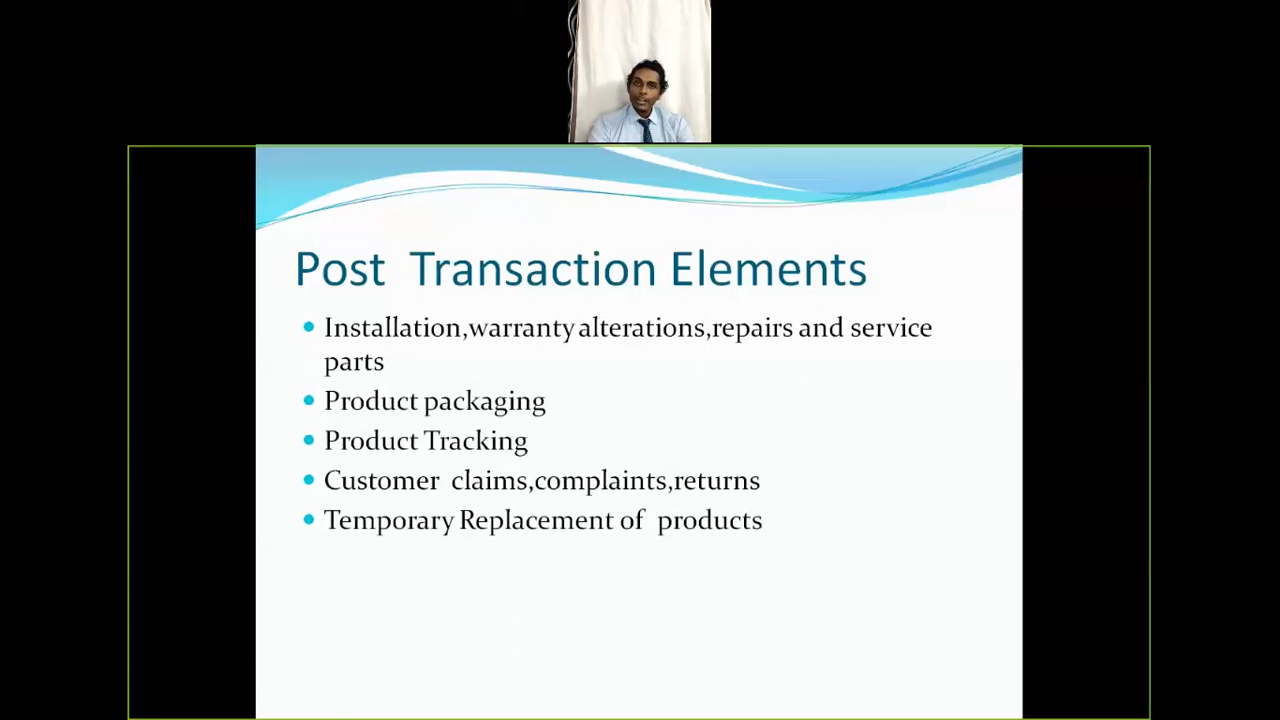 Post Transaction Elements
Installation,warranty alterations,repairs and service
parts
Product packaging
Product Tracking
Customer claims,complaints,returns
Temporary Replacement of products